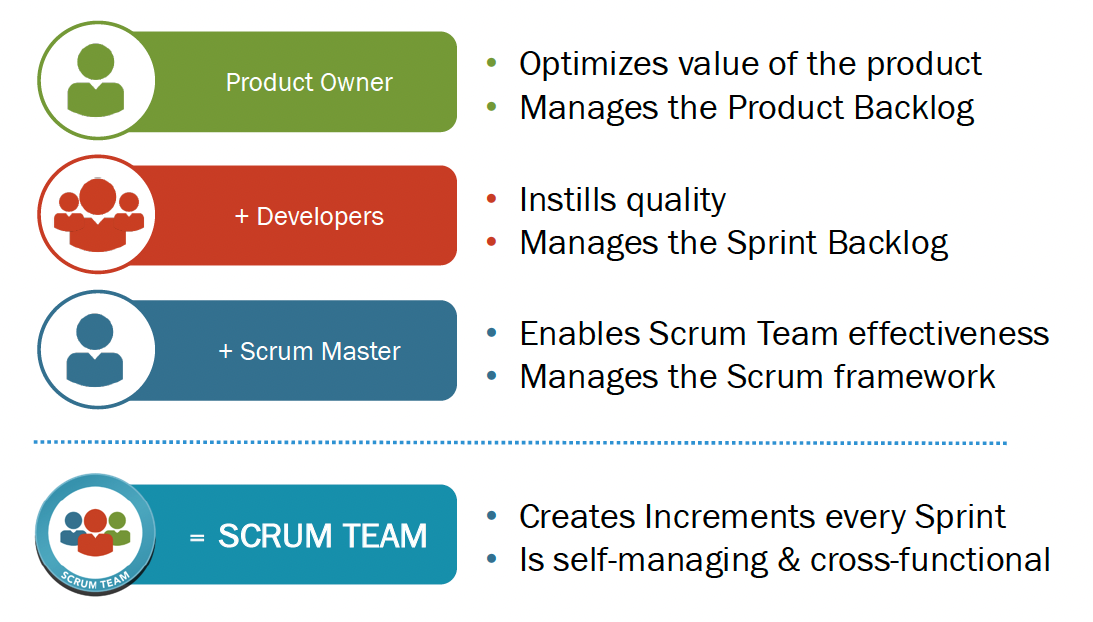 Product Owner
• Optimizes value of the product
• Manages the Product Backlog
+ Developers
• Instills quality
• Manages the Sprint Backlog
+ Scrum Master
• Enables Scrum Team effectiveness
• Manages the Scrum framework
SCRUM TEAM
= SCRUM TEAM
• Creates Increments every Sprint
• Is self-managing & cross-functional